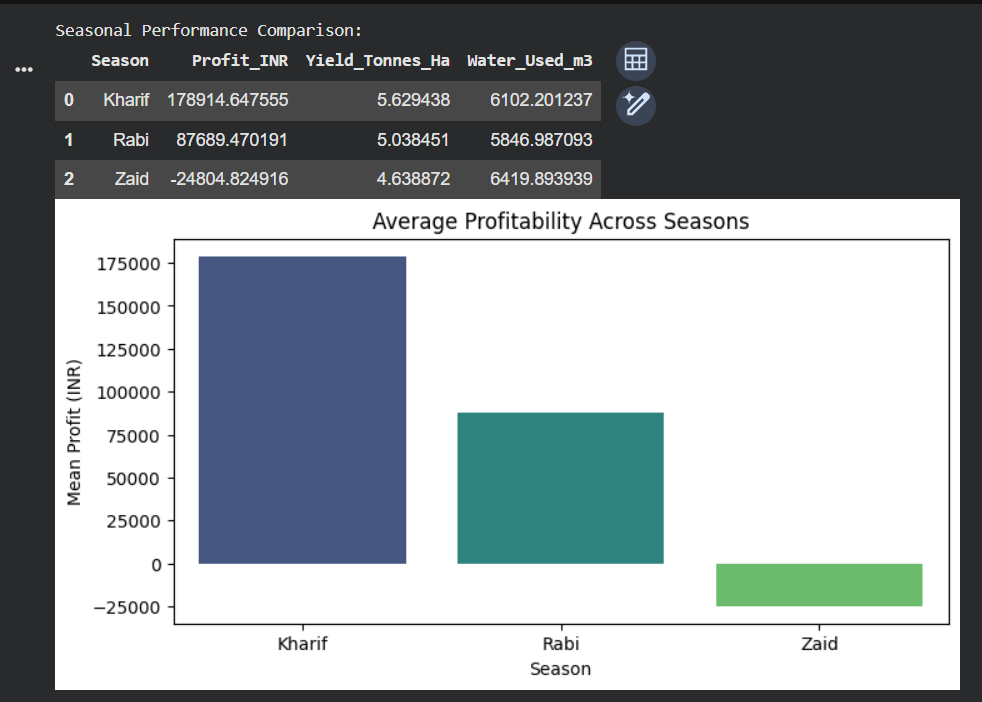 Seasonal Performance Comparison:
Season Profit_INR Yield_Tonnes_Ha Water_Used_m3
0 Kharif 178914.647555 5.629438 6102.201237
1 Rabi 87689.470191 5.038451 5846.987093
2 Zaid -24804.824916 4.638872 6419.893939
Average Profitability Across Seasons
175000
150000
125000
100000
75000
50000
25000
0
−25000
Mean Profit (INR)
Kharif Rabi Zaid
Season